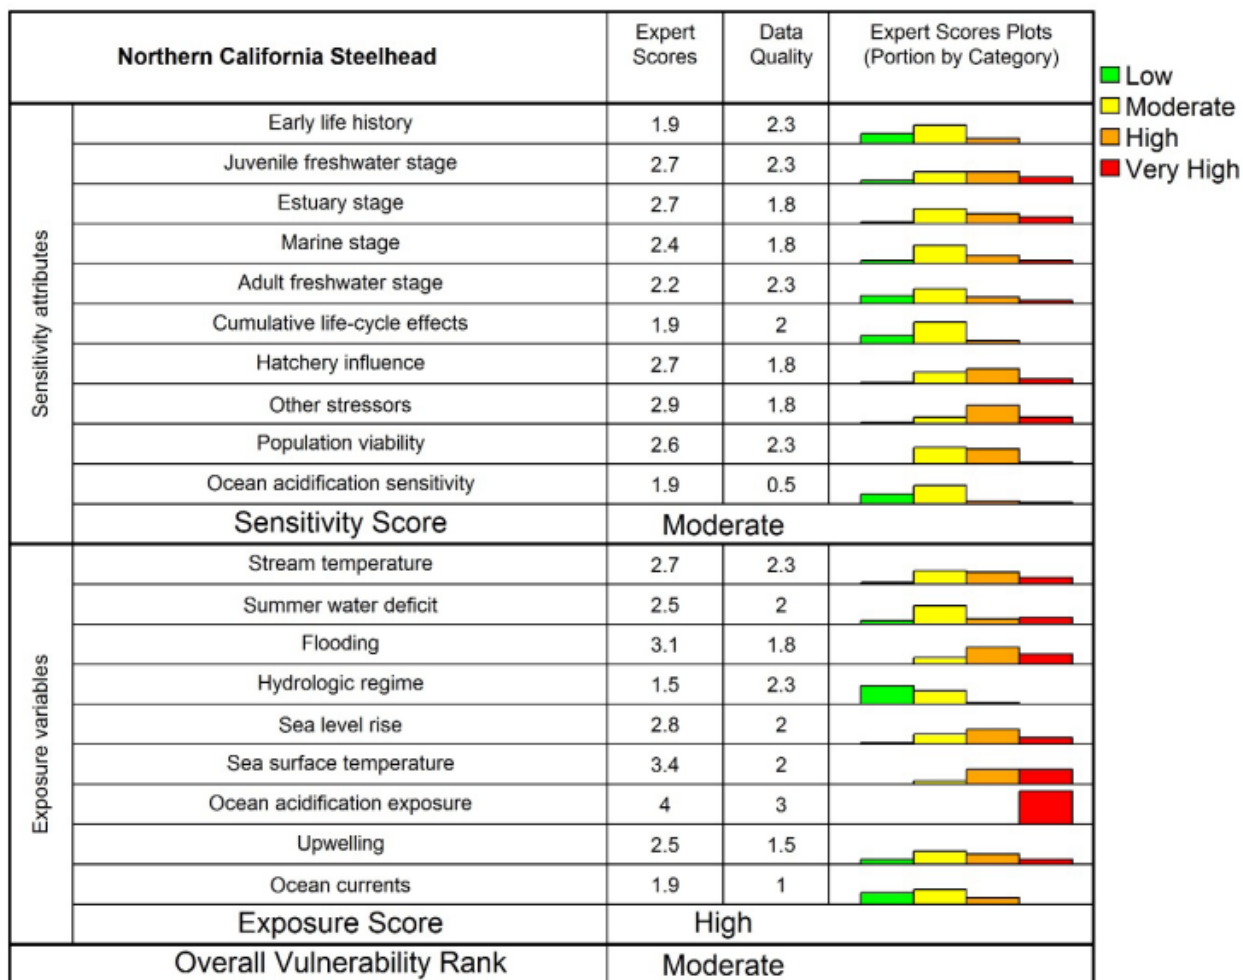 Northern California Steelhead Expert Scores Data Quality Expert Scores Plots (Portion by Category)
Low
Moderate
High
Very High
Sensitivity attributes
Early life history 1.9 2.3
Juvenile freshwater stage 2.7 2.3
Estuary stage 2.7 1.8
Marine stage 2.4 1.8
Adult freshwater stage 2.2 2.3
Cumulative life-cycle effects 1.9 2
Hatchery influence 2.7 1.8
Other stressors 2.9 1.8
Population viability 2.6 2.3
Ocean acidification sensitivity 1.9 0.5
Sensitivity Score Moderate
Exposure variables
Stream temperature 2.7 2.3
Summer water deficit 2.5 2
Flooding 3.1 1.8
Hydrologic regime 1.5 2.3
Sea level rise 2.8 2
Sea surface temperature 3.4 2
Ocean acidification exposure 4 3
Upwelling 2.5 1.5
Ocean currents 1.9 1
Exposure Score High
Overall Vulnerability Rank Moderate